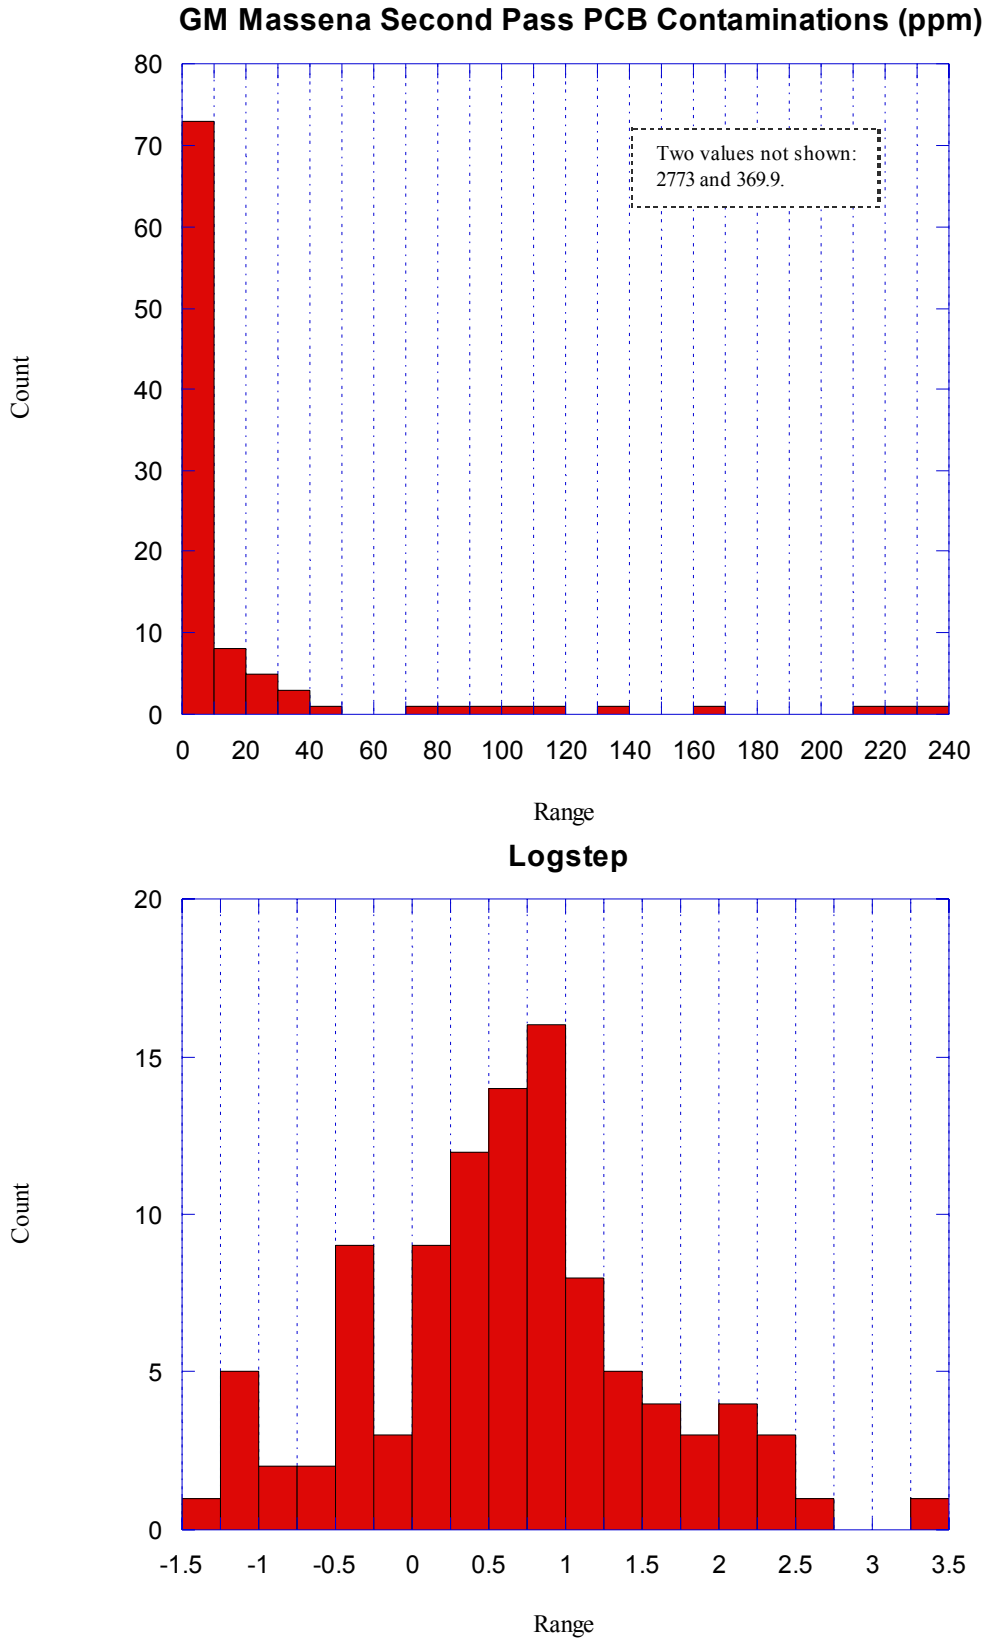 GM Massena Second Pass PCB Contaminations (ppm)
80
70
60
50
40
30
20
10
0
Two values not shown:
2773 and 369.9.
Count
0 20 40 60 80 100 120 140 160 180 200 220 240
Range
Logstep
20
15
10
5
0
Count
-1.5 -1 -0.5 0 0.5 1 1.5 2 2.5 3 3.5
Range